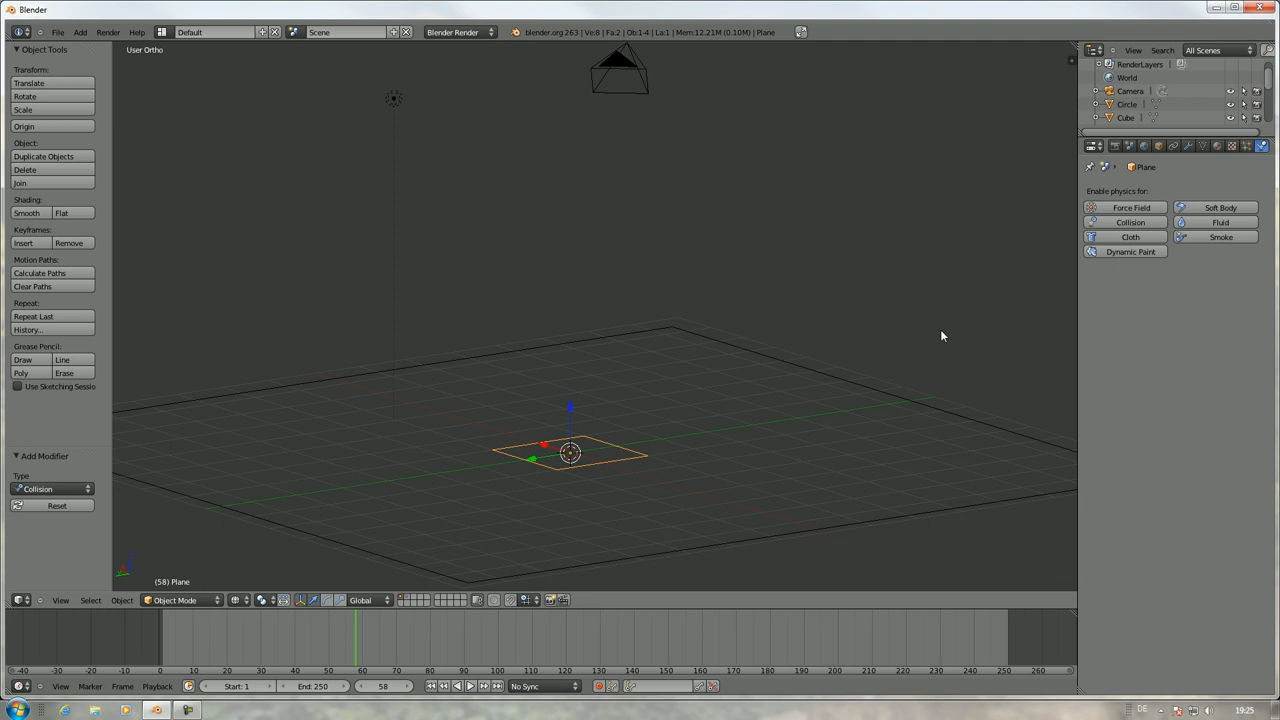 Blender
File Add Render Help Default Scene Blender Render blender.org 263 | Ve:8 | Fa:2 | Ob:1-4 | La:1 | Mem:12.21M (0.10M) | Plane
Object Tools
Transform:
Translate
Rotate
Scale
Origin
Object:
Duplicate Objects
Delete
Join
Shading:
Smooth Flat
Keyframes:
Insert Remove
Motion Paths:
Calculate Paths
Clear Paths
Repeat:
Repeat Last
History...
Grease Pencil:
Draw Line
Poly Erase
Use Sketching Sessio
Add Modifier
Type
Collision
Reset
User Ortho
(58) Plane
View Search All Scenes
RenderLayers
World
Camera
Circle
Cube
Plane
Enable physics for:
Force Field Soft Body
Collision Fluid
Cloth Smoke
Dynamic Paint
View Select Object Object Mode Global
-40 -30 -20 -10 0 10 20 30 40 50 60 70 80 90 100 110 120 130 140 150 160 170 180 190 200 210 220 230 240 250 260
View Marker Frame Playback Start: 1 End: 250 58 No Sync
DE 19:25